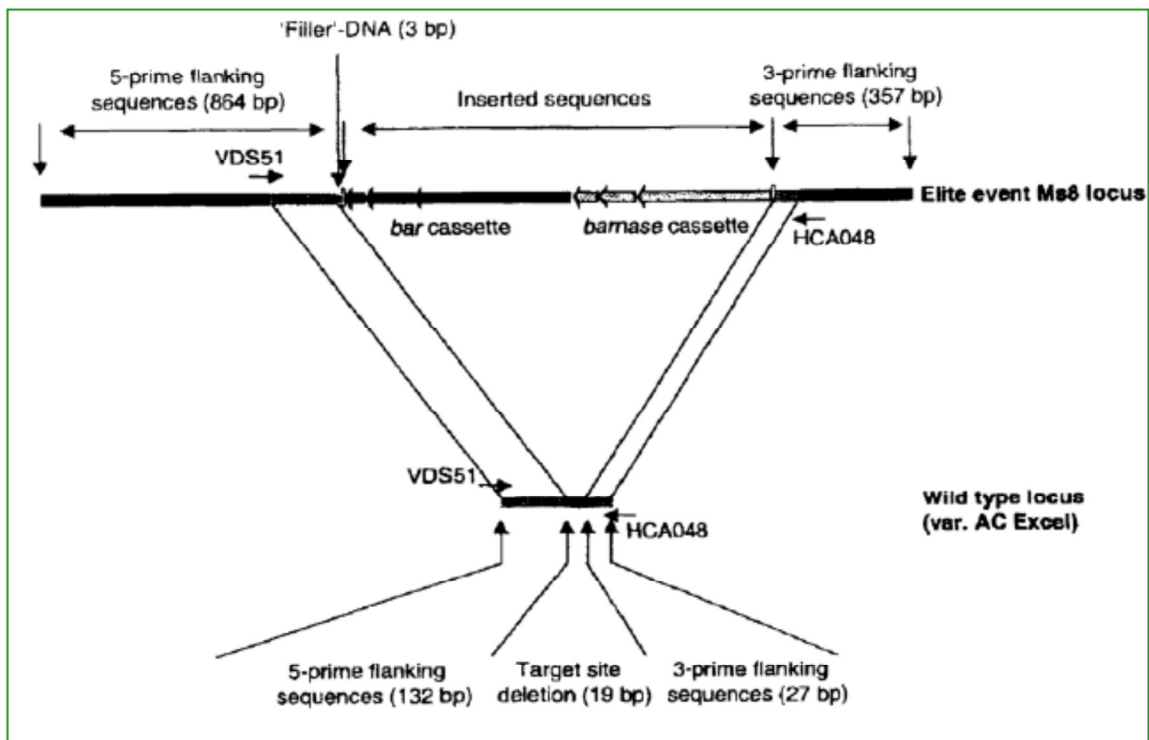 'Filler'-DNA (3 bp)
5-prime flanking
sequences (864 bp)
Inserted sequences
3-prime flanking
sequences (357 bp)
VDS51
Elite event Ms8 locus
bar cassette
barnase cassette
HCA048
VDS51
HCA048
Wild type locus
(var. AC Excel)
5-prime flanking
sequences (132 bp)
Target site
deletion (19 bp)
3-prime flanking
sequences (27 bp)